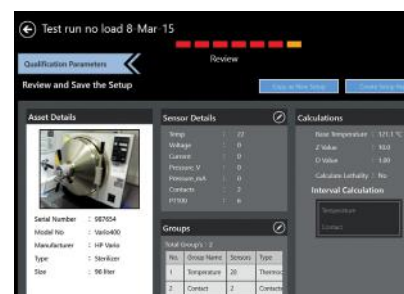 Test run no load 8-Mar-15
Review
Qualification Parameters
Review and Save the Setup
Copy as New Setup
Create Setup
Asset Details
Serial Number : 987654
Model No : Vario400
Manufacturer : HP Vario
Type : Sterilizer
Size : 96 liter
Sensor Details
Temp : 22
Voltage : 0
Current : 0
Pressure_V : 0
Pressure_mA : 0
Contacts : 2
PT100 : 6
Groups
Total Group's : 2
No. Group Name Sensors Type
1 Temperature 20
2 Contact 2 Contacts
Calculations
Base Temperature : 121.1 °C
Z Value : 10.0
D Value : 1.00
Calculate Lethality : No
Interval Calculation
Temperature
Contact